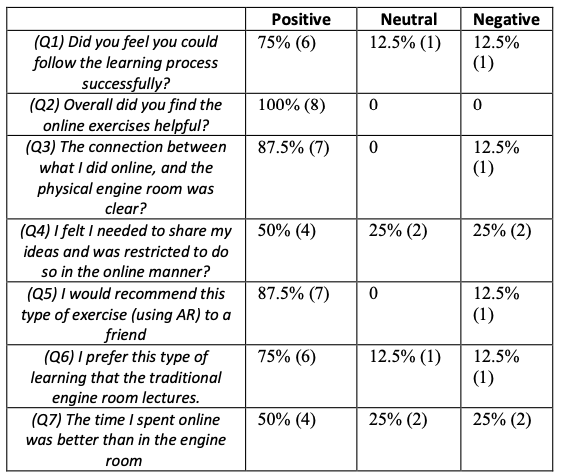 Positive Neutral Negative
(Q1) Did you feel you could 75% (6) 12.5% (1) 12.5%
follow the learning process (1)
successfully?
(Q2) Overall did you find the 100% (8) 0 0
online exercises helpful?
(Q3) The connection between 87.5% (7) 0 12.5%
what I did online, and the (1)
physical engine room was
clear?
(Q4) I felt I needed to share my 50% (4) 25% (2) 25% (2)
ideas and was restricted to do
so in the online manner?
(Q5) I would recommend this 87.5% (7) 0 12.5%
type of exercise (using AR) to a (1)
friend
(Q6) I prefer this type of 75% (6) 12.5% (1) 12.5%
learning that the traditional (1)
engine room lectures.
(Q7) The time I spent online 50% (4) 25% (2) 25% (2)
was better than in the engine
room